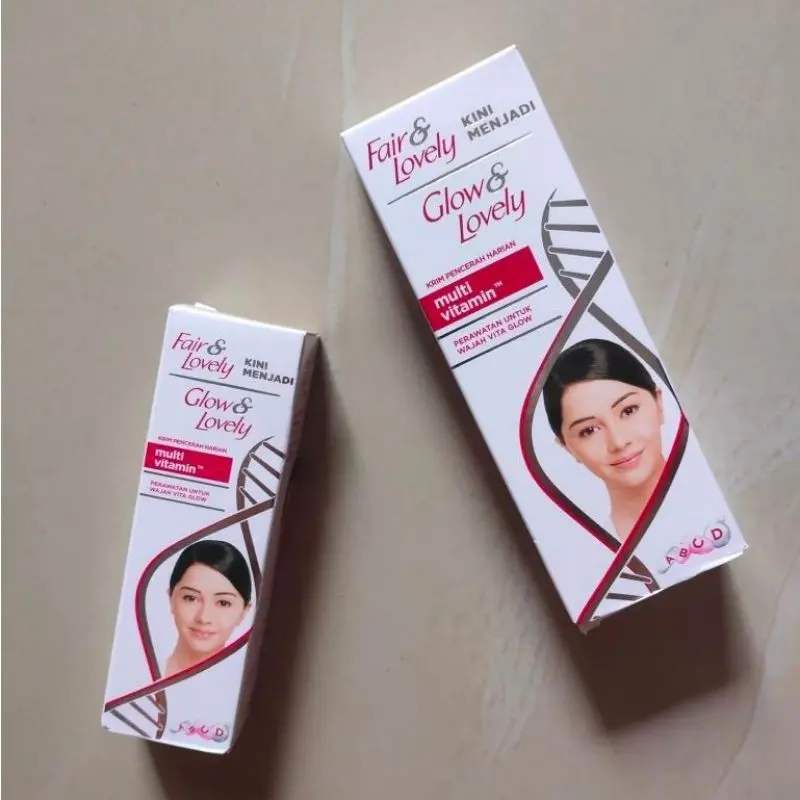 Fair &
Lovely
KINI
MENJADI
Glow &
Lovely
KRIM PENCERAH HARIAN
multi
vitamin™
PERAWATAN UNTUK
WAJAH VITA GLOW
A B C D
Fair &
Lovely
KINI
MENJADI
Glow &
Lovely
KRIM PENCERAH HARIAN
multi
vitamin™
PERAWATAN UNTUK
WAJAH VITA GLOW
A B C D